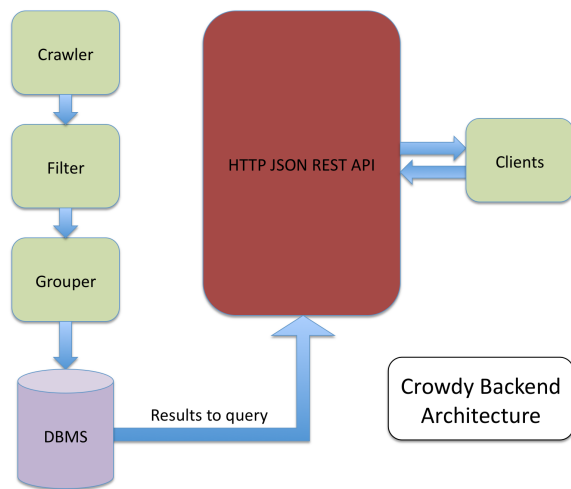 Crawler
Filter
Grouper
DBMS
Results to query
HTTP JSON REST API
Clients
Crowdy Backend
Architecture